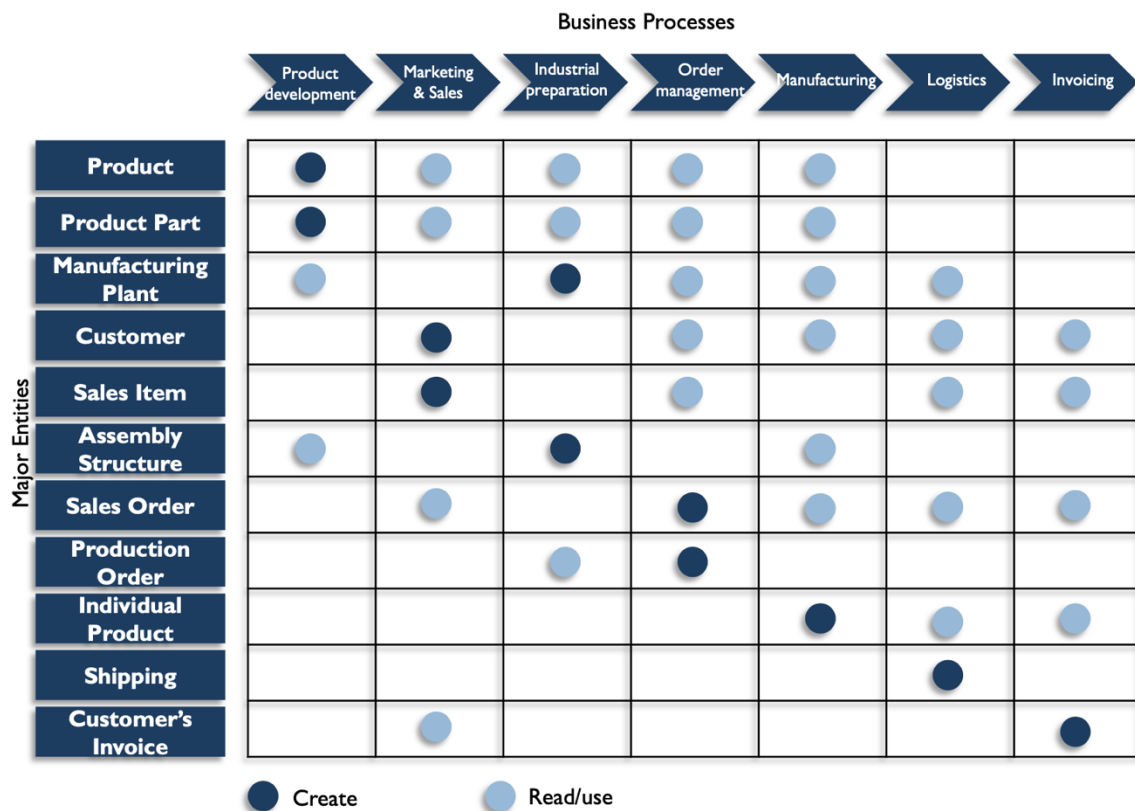 Business Processes
Product
development
Marketing
& Sales
Industrial
preparation
Order
management
Manufacturing
Logistics
Invoicing
Major Entities
Product
Product Part
Manufacturing
Plant
Customer
Sales Item
Assembly
Structure
Sales Order
Production
Order
Individual
Product
Shipping
Customer’s
Invoice
Create
Read/use